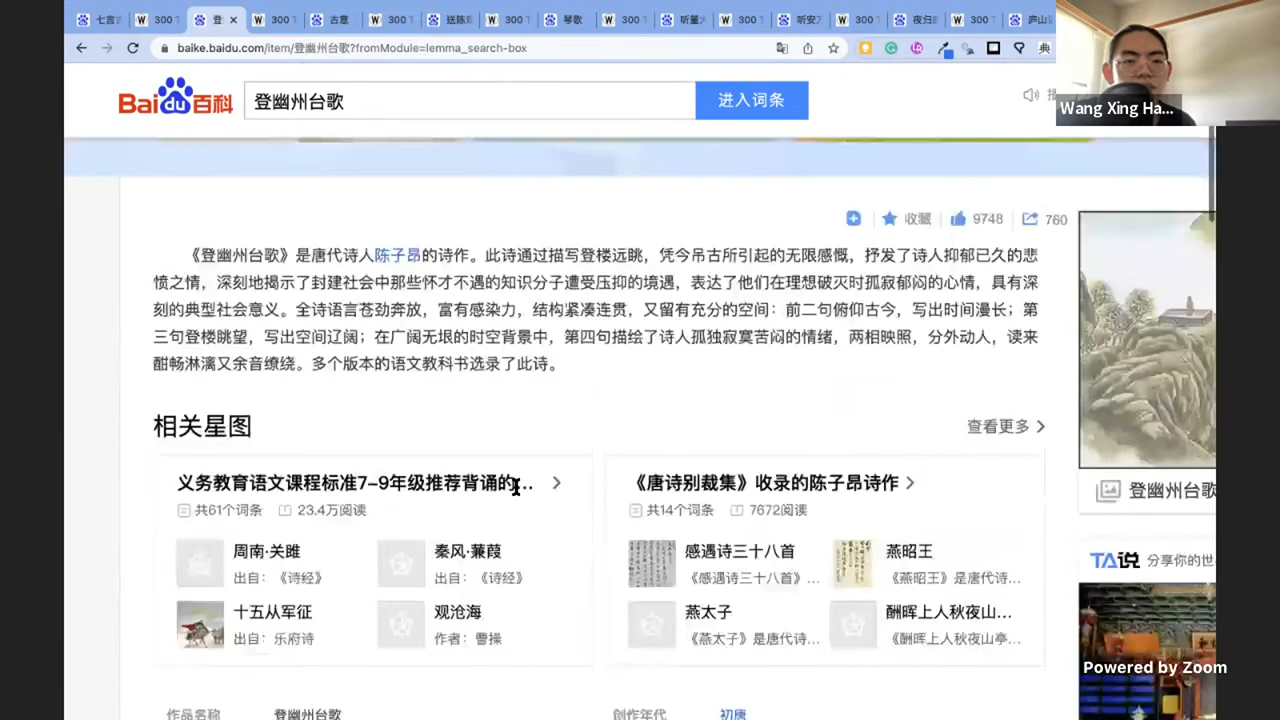 七言
300
登
300
古意
300
送陈
300
琴歌
300
听董
300
听安万
300
夜归
300
庐山
baike.baidu.com/item/登幽州台歌?fromModule=lemma_search-box
Wang Xing Ha...
Baidu百科
登幽州台歌
进入词条
收藏
9748
760
《登幽州台歌》是唐代诗人陈子昂的诗作。此诗通过描写登楼远眺，凭今吊古所引起的无限感慨，抒发了诗人抑郁已久的悲
愤之情，深刻地揭示了封建社会中那些怀才不遇的知识分子遭受压抑的境遇，表达了他们在理想破灭时孤寂郁闷的心情，具有深
刻的典型社会意义。全诗语言苍劲奔放，富有感染力，结构紧凑连贯，又留有充分的空间：前二句俯仰古今，写出时间漫长；第
三句登楼眺望，写出空间辽阔；在广阔无垠的时空背景中，第四句描绘了诗人孤独寂寞苦闷的情绪，两相映照，分外动人，读来
酣畅淋漓又余音缭绕。多个版本的语文教科书选录了此诗。
相关星图
查看更多
义务教育语文课程标准7–9年级推荐背诵的...
共61个词条
23.4万阅读
周南·关雎
出自：《诗经》
秦风·蒹葭
出自：《诗经》
十五从军征
出自：乐府诗
观沧海
作者：曹操
《唐诗别裁集》收录的陈子昂诗作
共14个词条
7672阅读
感遇诗三十八首
《感遇诗三十八首》...
燕昭王
《燕昭王》是唐代诗...
燕太子
《燕太子》是唐代诗...
酬晖上人秋夜山...
《酬晖上人秋夜山亭...
登幽州台歌
TA说
分享你的世
作品名称
登幽州台歌
创作年代
初唐
Powered by Zoom